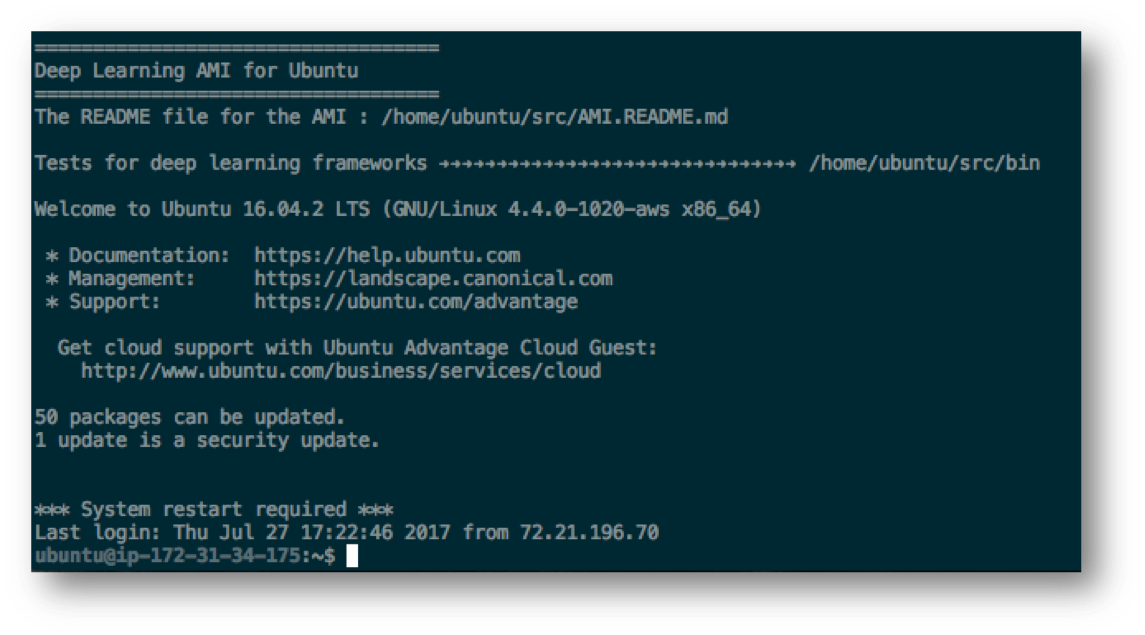 ===================================
Deep Learning AMI for Ubuntu
===================================
The README file for the AMI : /home/ubuntu/src/AMI.README.md
Tests for deep learning frameworks →→→→→→→→→→→→→→→→→→→→→→→→→→→→→→→ /home/ubuntu/src/bin
Welcome to Ubuntu 16.04.2 LTS (GNU/Linux 4.4.0-1020-aws x86_64)
* Documentation:  https://help.ubuntu.com
* Management:     https://landscape.canonical.com
* Support:        https://ubuntu.com/advantage
Get cloud support with Ubuntu Advantage Cloud Guest:
http://www.ubuntu.com/business/services/cloud
50 packages can be updated.
1 update is a security update.
*** System restart required ***
Last login: Thu Jul 27 17:22:46 2017 from 72.21.196.70
ubuntu@ip-172-31-34-175:~$